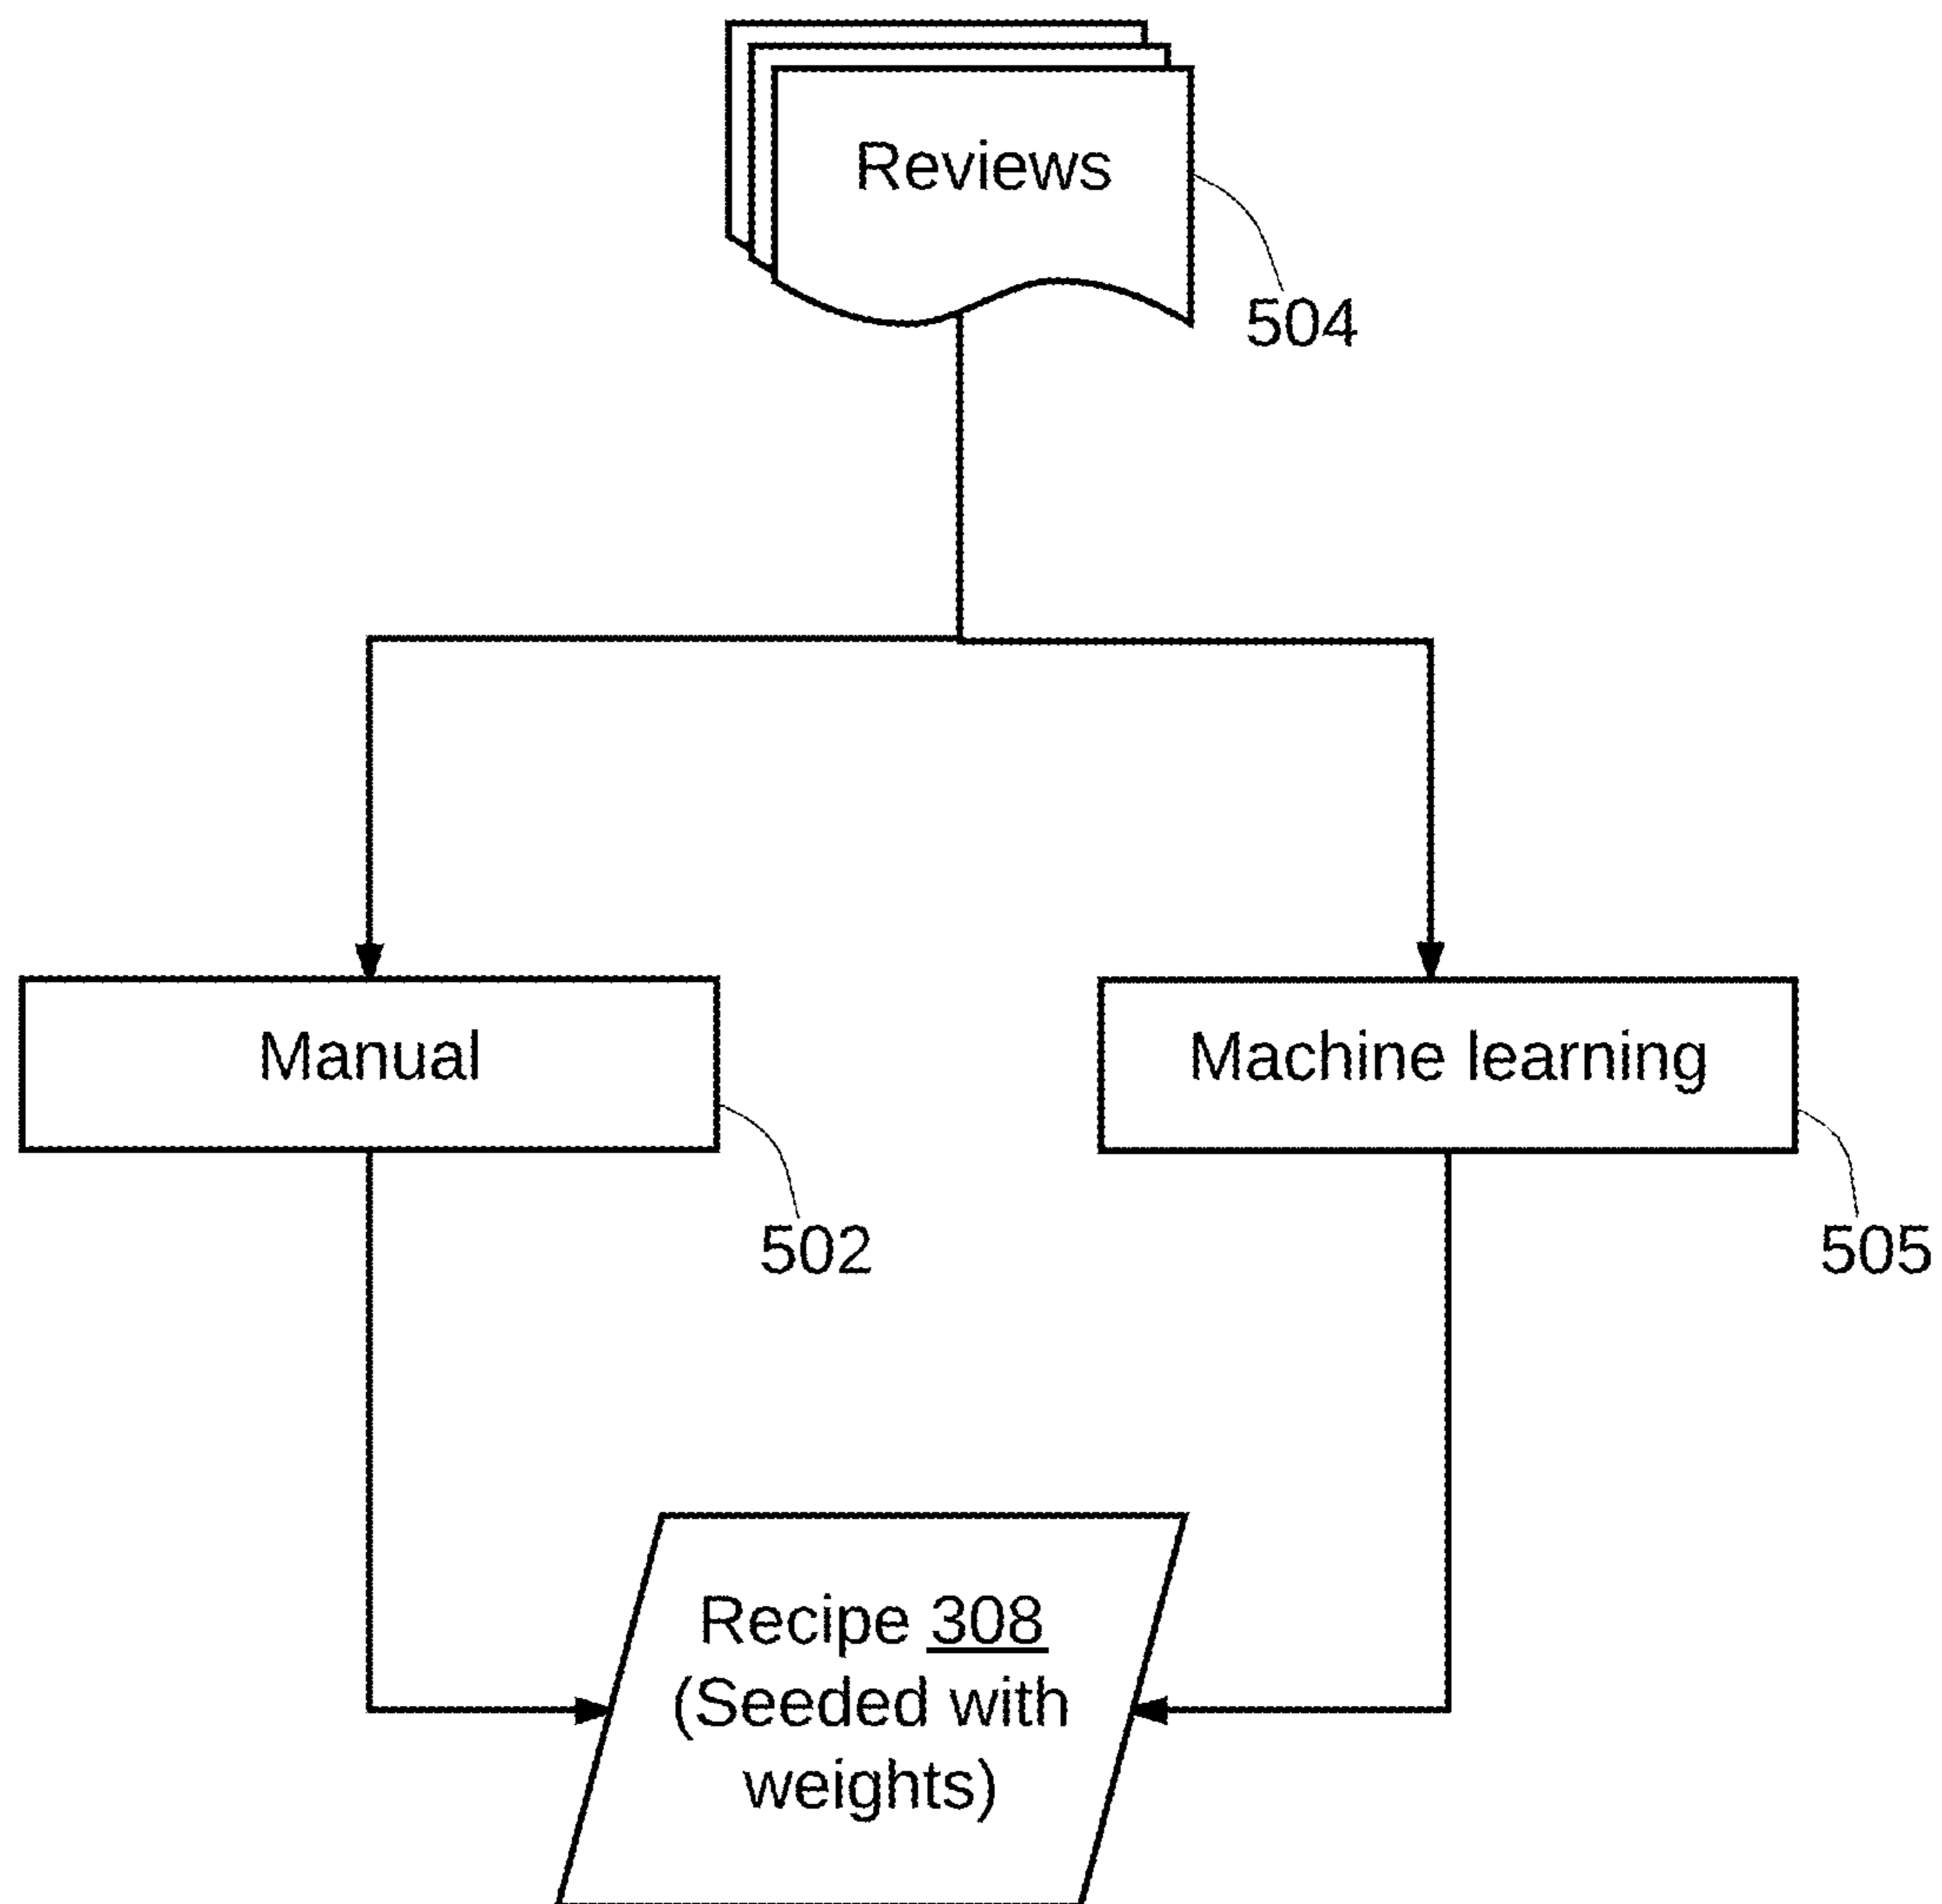 Reviews
504
Manual
Machine learning
502
505
Recipe 308
(Seeded with
weights)